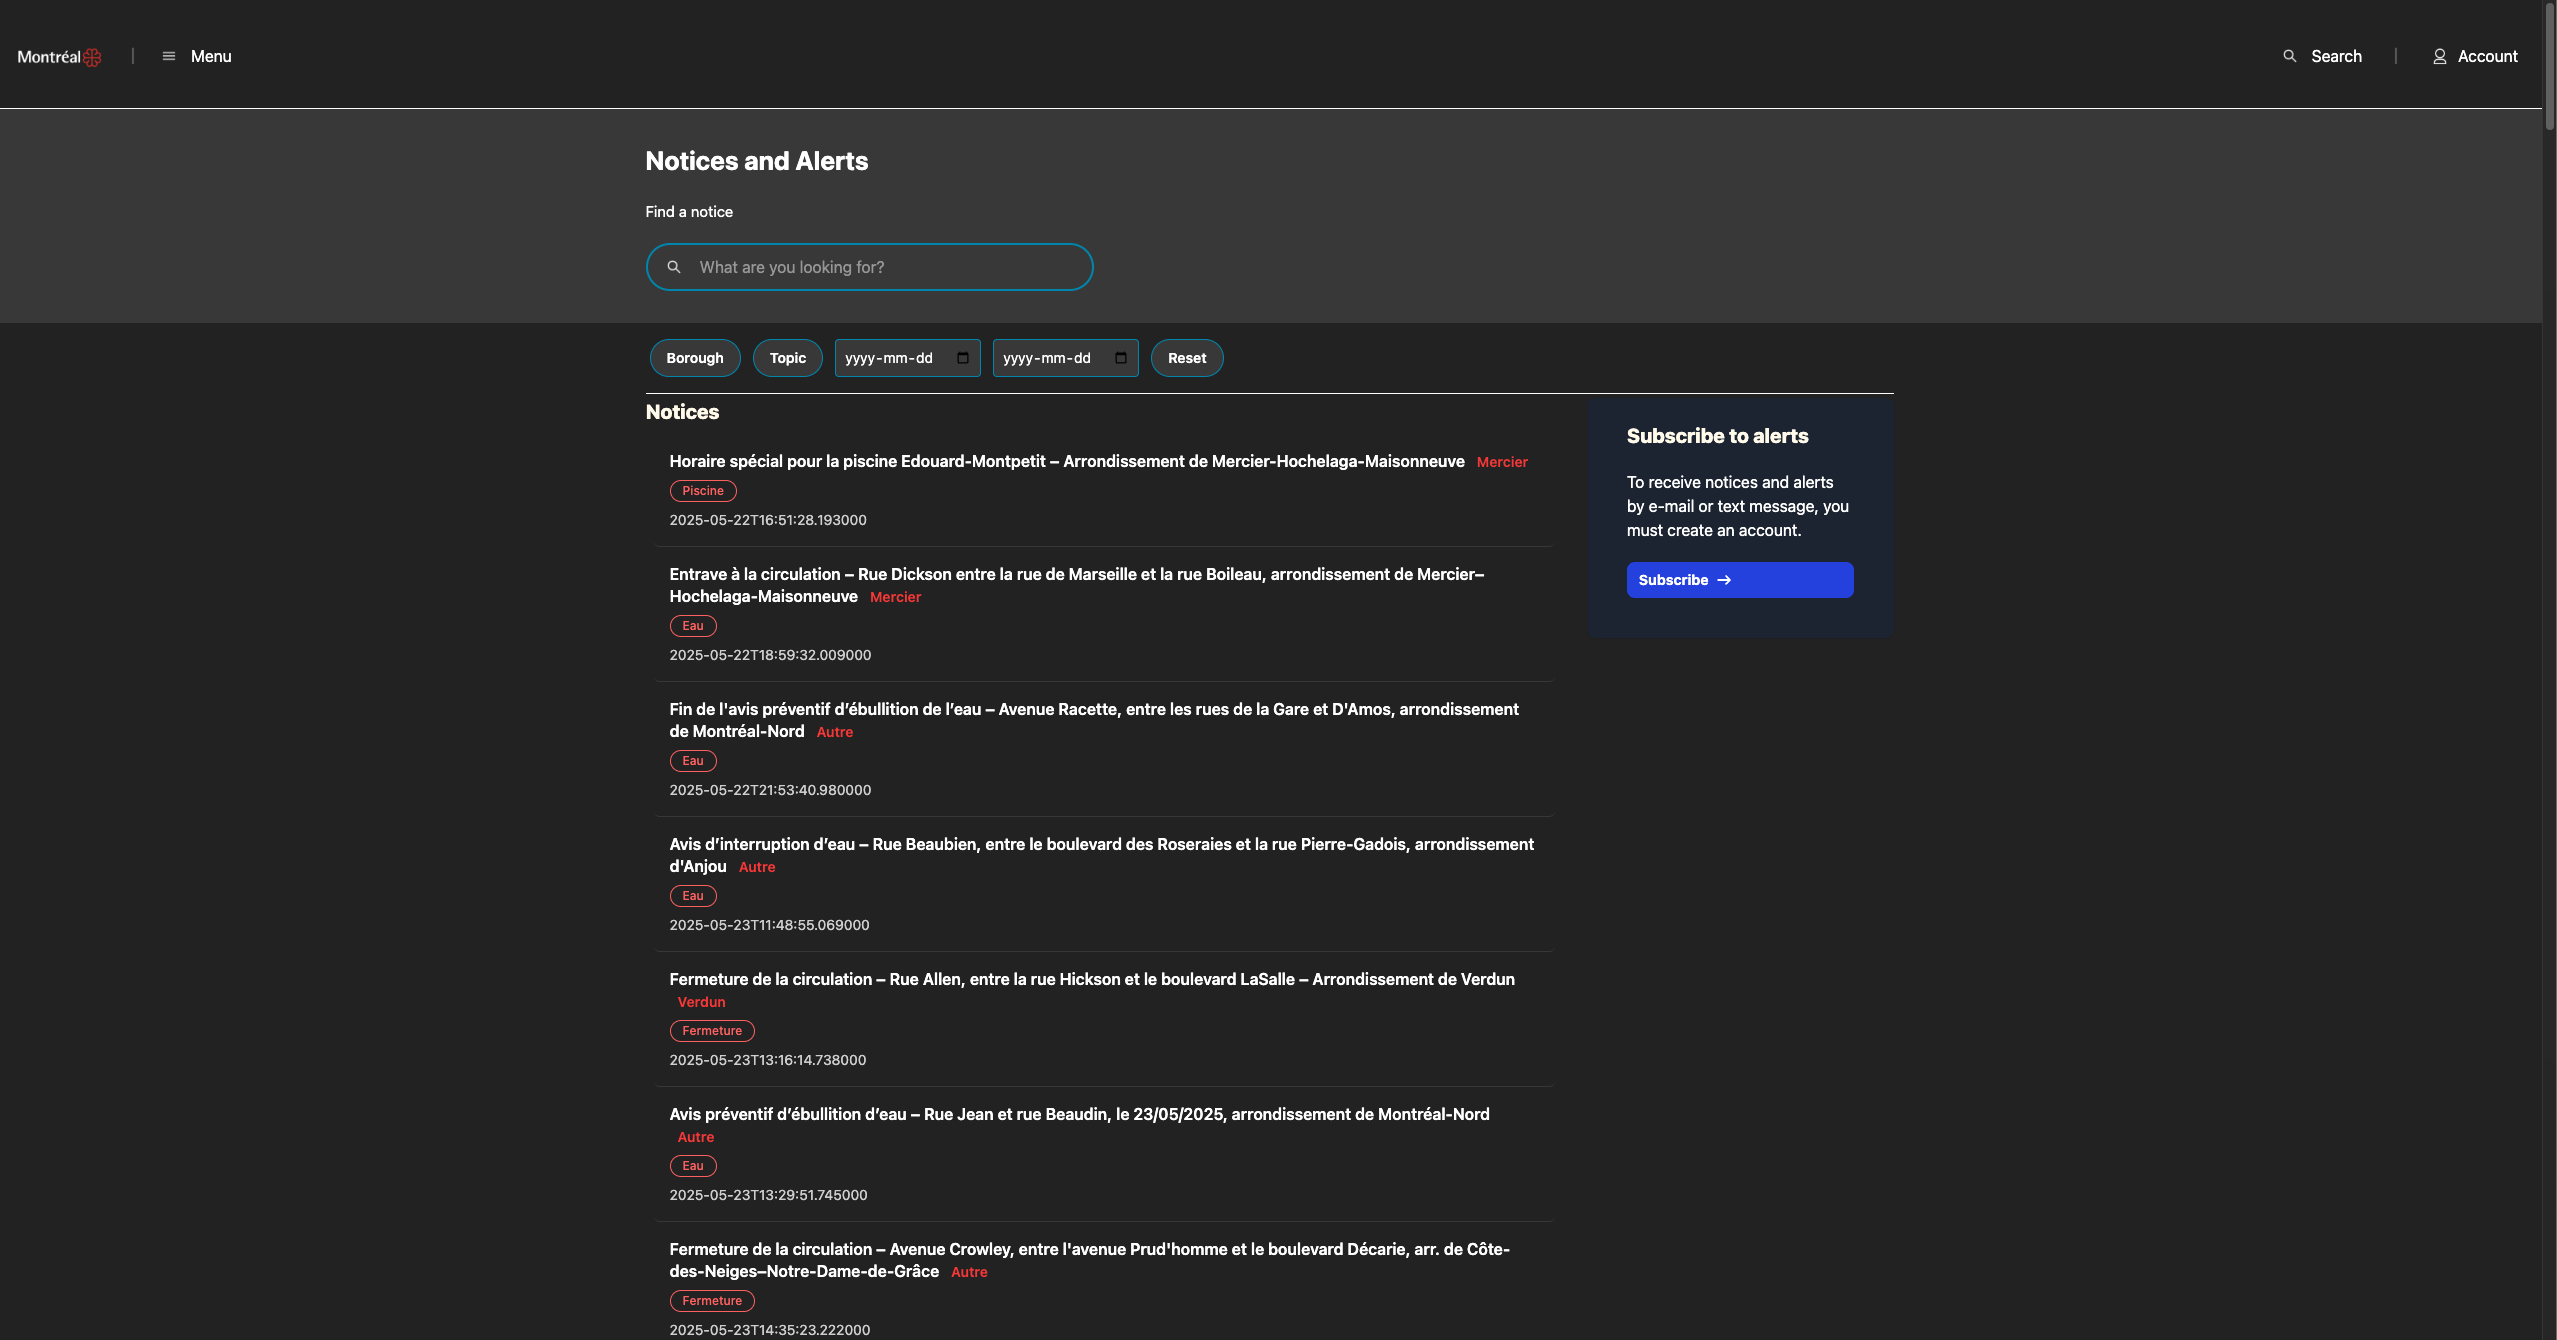 Montréal | Menu Search | Account
Notices and Alerts
Find a notice
What are you looking for?
Borough Topic yyyy-mm-dd yyyy-mm-dd Reset
Notices
Horaire spécial pour la piscine Edouard-Montpetit – Arrondissement de Mercier-Hochelaga-Maisonneuve Mercier
Piscine
2025-05-22T16:51:28.193000
Entrave à la circulation – Rue Dickson entre la rue de Marseille et la rue Boileau, arrondissement de Mercier–
Hochelaga-Maisonneuve Mercier
Eau
2025-05-22T18:59:32.009000
Fin de l'avis préventif d’ébullition de l’eau – Avenue Racette, entre les rues de la Gare et D'Amos, arrondissement
de Montréal-Nord Autre
Eau
2025-05-22T21:53:40.980000
Avis d’interruption d’eau – Rue Beaubien, entre le boulevard des Roseraies et la rue Pierre-Gadois, arrondissement
d'Anjou Autre
Eau
2025-05-23T11:48:55.069000
Fermeture de la circulation – Rue Allen, entre la rue Hickson et le boulevard LaSalle – Arrondissement de Verdun
Verdun
Fermeture
2025-05-23T13:16:14.738000
Avis préventif d’ébullition d’eau – Rue Jean et rue Beaudin, le 23/05/2025, arrondissement de Montréal-Nord
Autre
Eau
2025-05-23T13:29:51.745000
Fermeture de la circulation – Avenue Crowley, entre l'avenue Prud'homme et le boulevard Décarie, arr. de Côte-
des-Neiges–Notre-Dame-de-Grâce Autre
Fermeture
2025-05-23T14:35:23.222000
Subscribe to alerts
To receive notices and alerts
by e-mail or text message, you
must create an account.
Subscribe →